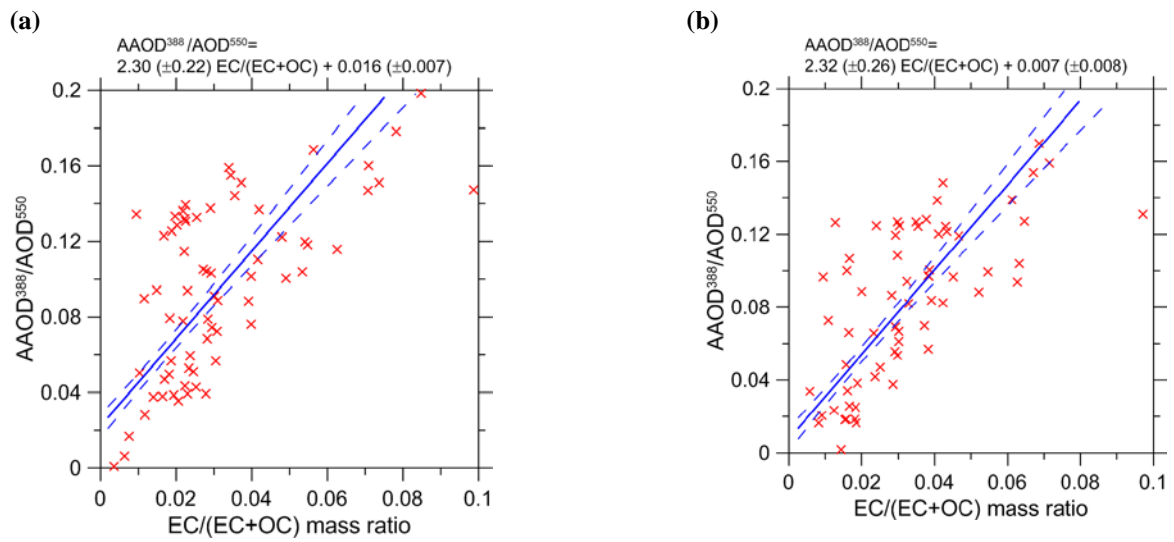 (a)
AAOD³⁸⁸/AOD⁵⁵⁰=
2.30 (±0.22) EC/(EC+OC) + 0.016 (±0.007)
0.2
0.16
0.12
0.08
0.04
0
AAOD³⁸⁸/AOD⁵⁵⁰
0 0.02 0.04 0.06 0.08 0.1
EC/(EC+OC) mass ratio
(b)
AAOD³⁸⁸/AOD⁵⁵⁰=
2.32 (±0.26) EC/(EC+OC) + 0.007 (±0.008)
0.2
0.16
0.12
0.08
0.04
0.00
AAOD³⁸⁸/AOD⁵⁵⁰
0 0.02 0.04 0.06 0.08 0.1
EC/(EC+OC) mass ratio